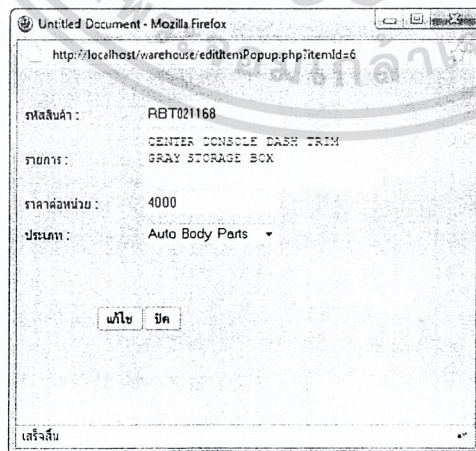 Untitled Document - Mozilla Firefox
http://localhost/warehouse/editItemPopup.php?itemId=6
รหัสสินค้า : RBT021168
CENTER CONSOLE DASH TRIM
รายการ : GRAY STORAGE BOX
ราคาต่อหน่วย : 4000
ประเภท : Auto Body Parts
แก้ไข ปิด
เสร็จสิ้น